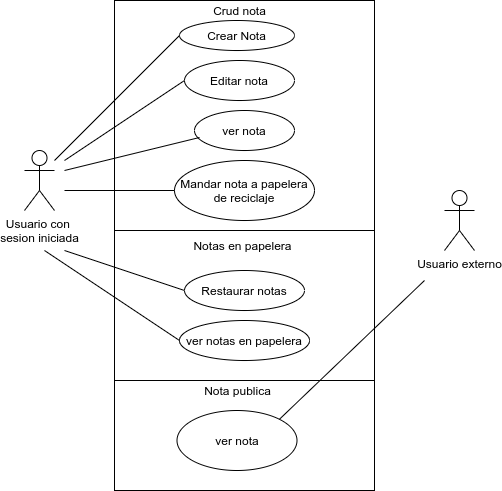 Crud nota
Crear Nota
Editar nota
ver nota
Mandar nota a papelera
de reciclaje
Usuario con
sesion iniciada
Notas en papelera
Restaurar notas
ver notas en papelera
Usuario externo
Nota publica
ver nota